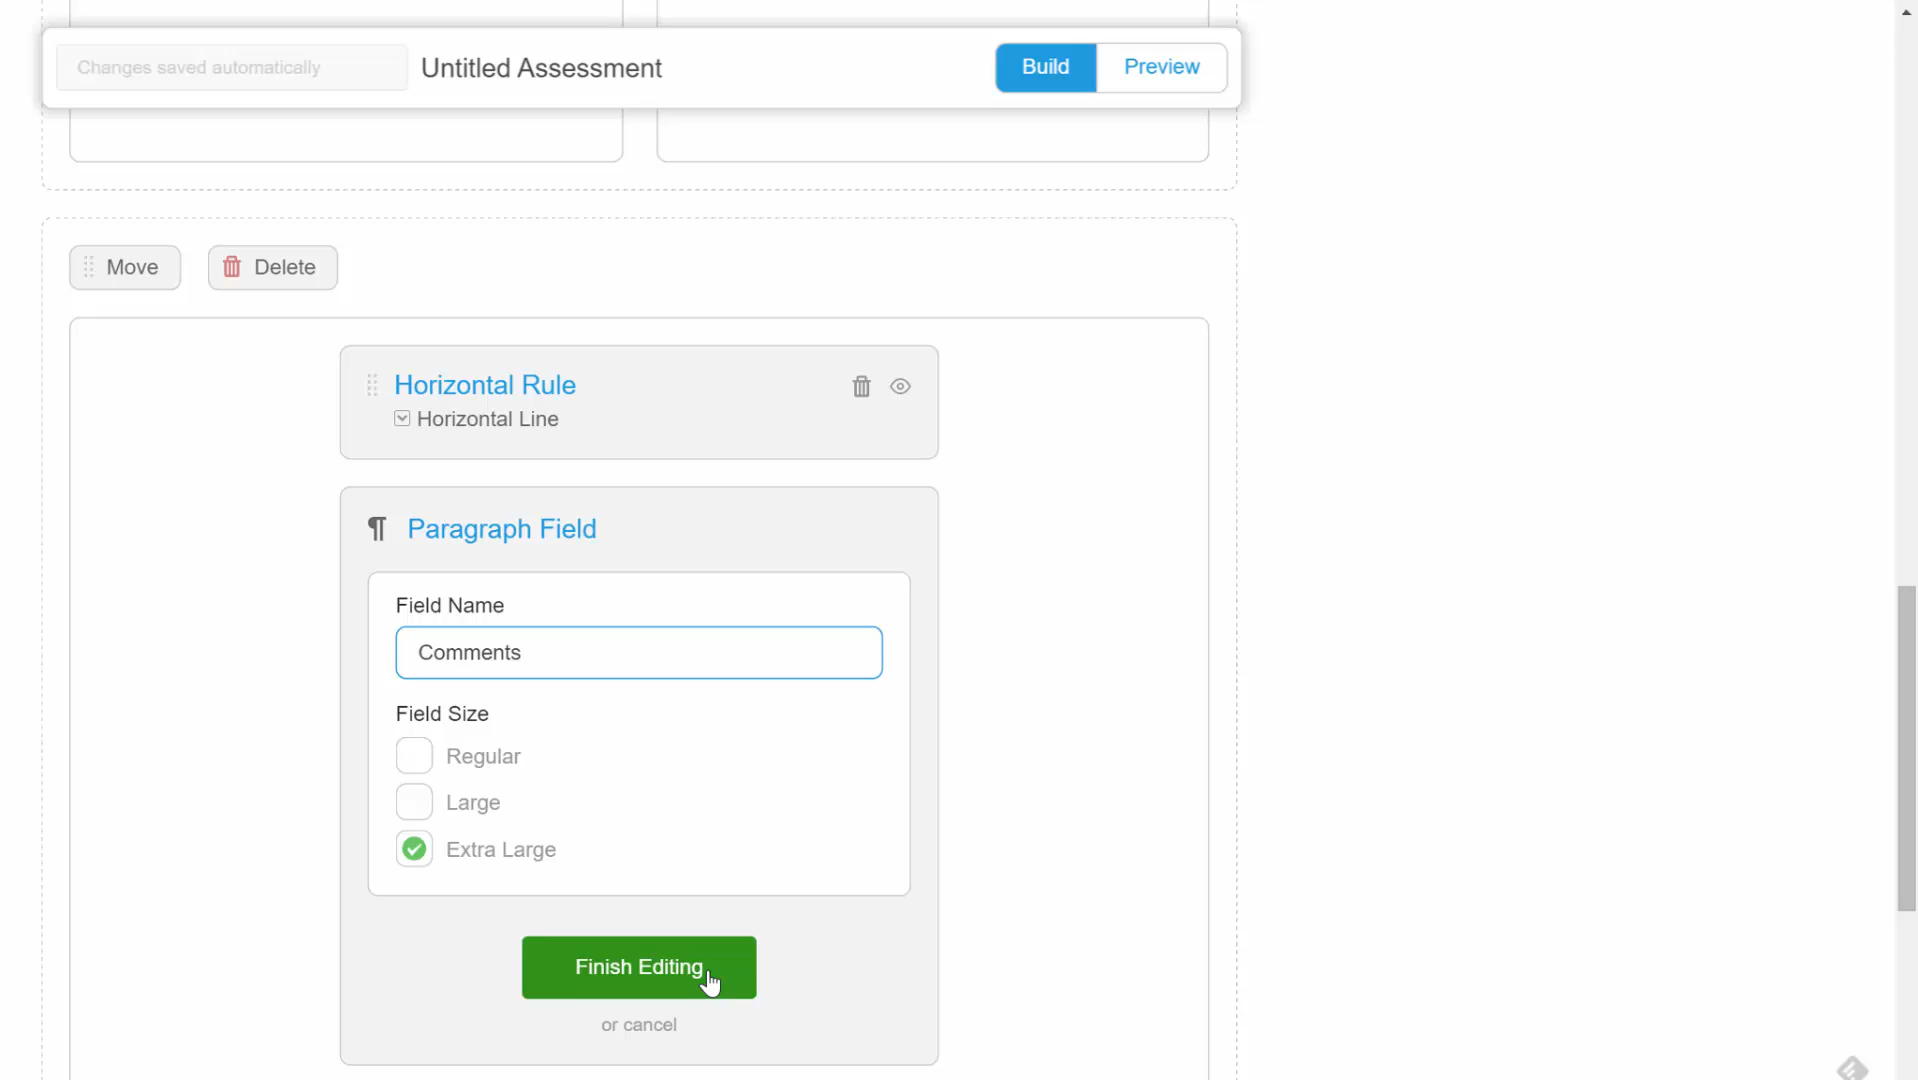 Changes saved automatically
Untitled Assessment
Build
Preview
Move
Delete
Horizontal Rule
Horizontal Line
¶ Paragraph Field
Field Name
Comments
Field Size
Regular
Large
Extra Large
Finish Editing
or cancel